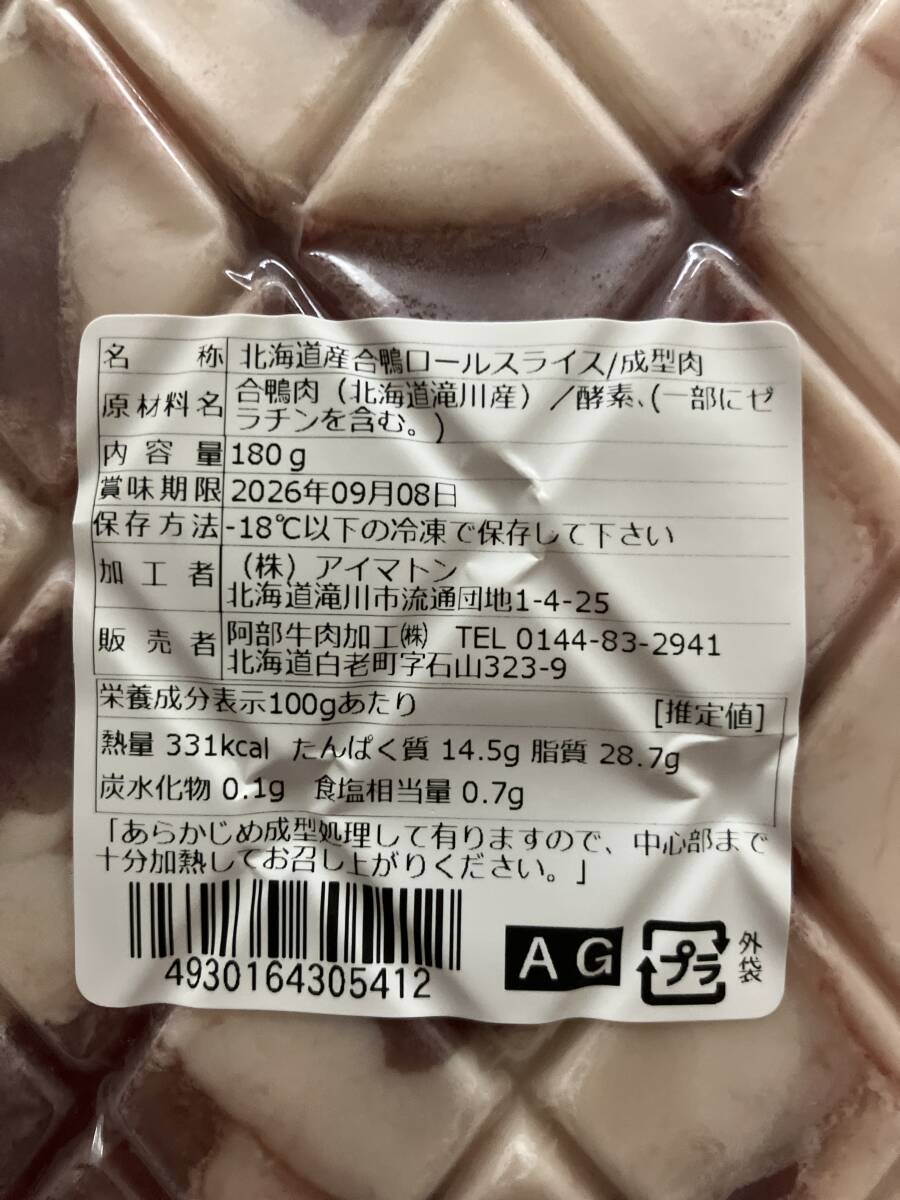 名称 北海道産合鴨ロールスライス/成型肉
原材料名 合鴨肉（北海道滝川産）／酵素、(一部にゼ
ラチンを含む。)
内容量 180g
賞味期限 2026年09月08日
保存方法 -18℃以下の冷凍で保存して下さい
加工者 （株）アイマトン
北海道滝川市流通団地1-4-25
販売者 阿部牛肉加工㈱ TEL 0144-83-2941
北海道白老町字石山323-9
栄養成分表示100gあたり [推定値]
熱量 331kcal たんぱく質 14.5g 脂質 28.7g
炭水化物 0.1g 食塩相当量 0.7g
「あらかじめ成型処理して有りますので、中心部まで
十分加熱してお召し上がりください。」
4930164305412
AG
プラ
外袋